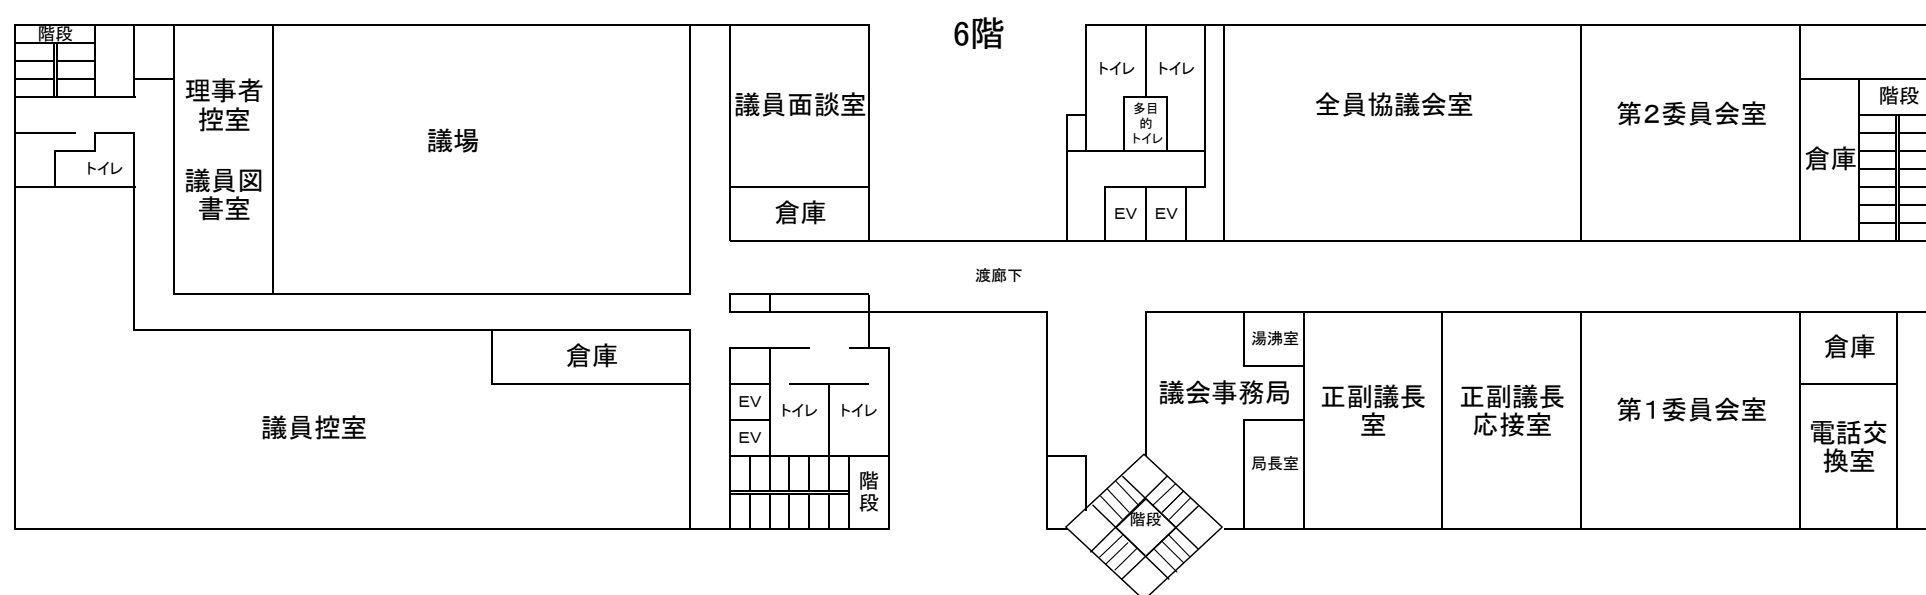 6階
階段
理事者
控室
議員図
書室
トイレ
議場
議員面談室
倉庫
トイレ
トイレ
多目
的
トイレ
EV
EV
全員協議会室
第2委員会室
倉庫
階段
渡廊下
議員控室
倉庫
EV
EV
トイレ
トイレ
階
段
階段
議会事務局
湯沸室
局長室
正副議長
室
正副議長
応接室
第1委員会室
倉庫
電話交
換室